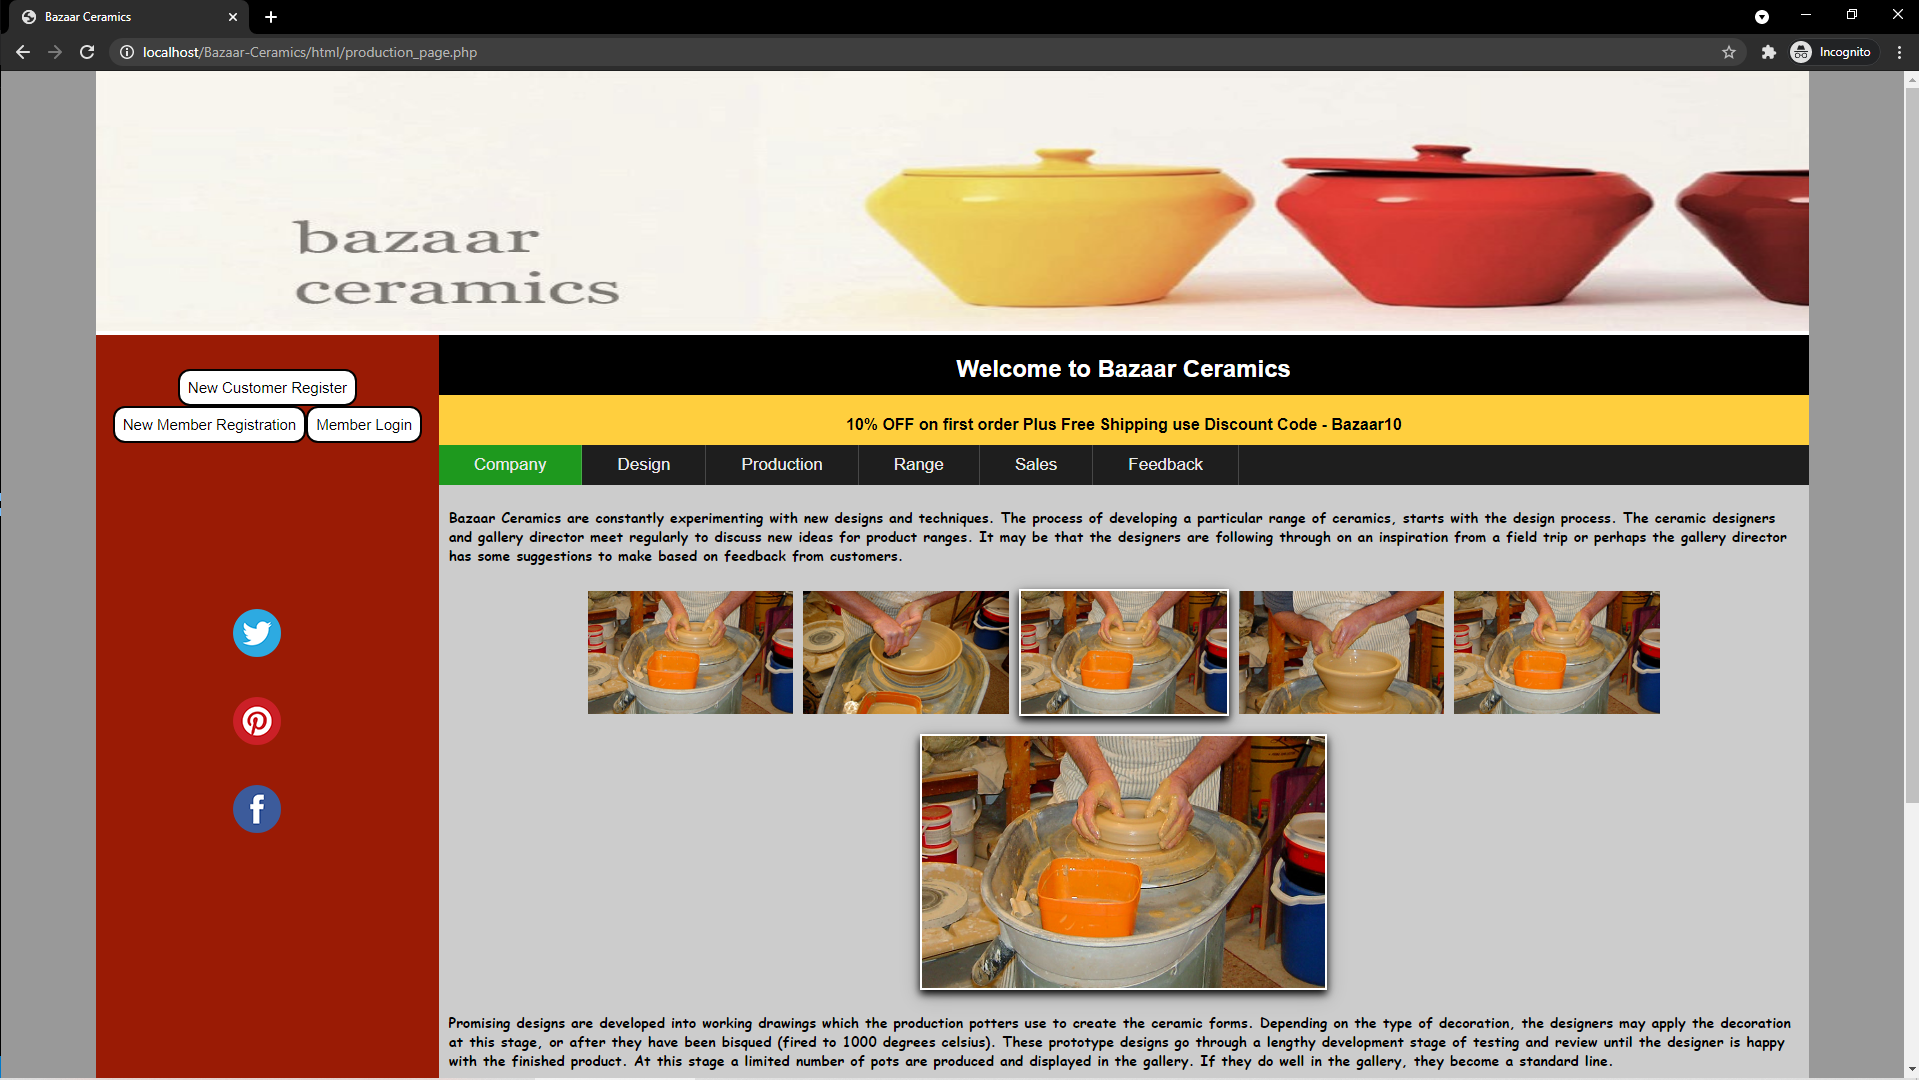 Bazaar Ceramics
localhost/Bazaar-Ceramics/html/production_page.php
Incognito
bazaar
ceramics
New Customer Register
New Member Registration
Member Login
Welcome to Bazaar Ceramics
10% OFF on first order Plus Free Shipping use Discount Code - Bazaar10
Company
Design
Production
Range
Sales
Feedback
Bazaar Ceramics are constantly experimenting with new designs and techniques. The process of developing a particular range of ceramics, starts with the design process. The ceramic designers
and gallery director meet regularly to discuss new ideas for product ranges. It may be that the designers are following through on an inspiration from a field trip or perhaps the gallery director
has some suggestions to make based on feedback from customers.
Promising designs are developed into working drawings which the production potters use to create the ceramic forms. Depending on the type of decoration, the designers may apply the decoration
at this stage, or after they have been bisqued (fired to 1000 degrees celsius). These prototype designs go through a lengthy development stage of testing and review until the designer is happy
with the finished product. At this stage a limited number of pots are produced and displayed in the gallery. If they do well in the gallery, they become a standard line.